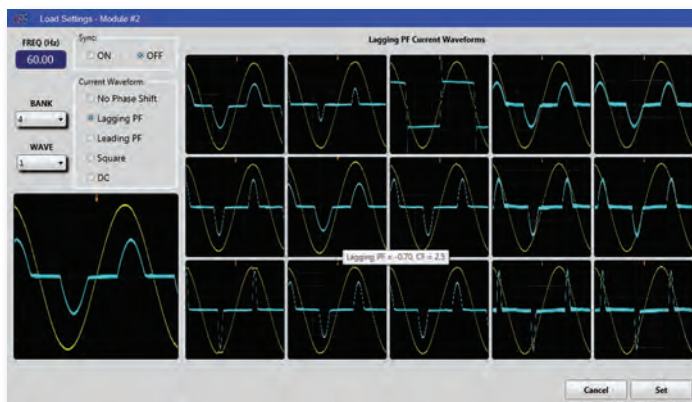 Load Settings - Module #2
FREQ (Hz)
60.00
Sync:
ON
OFF
Lagging PF Current Waveforms
Current Waveform:
No Phase Shift
Lagging PF
Leading PF
Square
DC
BANK
4
WAVE
1
Lagging PF = -0.70, CF = 2.5
Cancel
Set